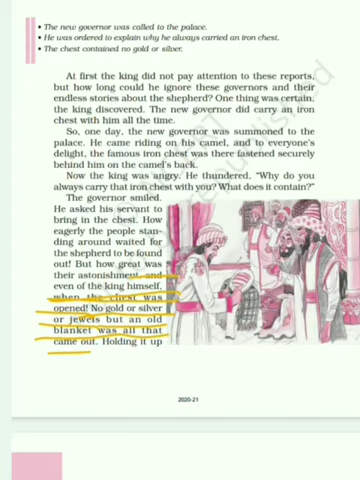 • The new governor was called to the palace.
• He was ordered to explain why he always carried an iron chest.
• The chest contained no gold or silver.
At first the king did not pay attention to these reports,
but how long could he ignore these governors and their
endless stories about the shepherd? One thing was certain,
the king discovered. The new governor did carry an iron
chest with him all the time.
So, one day, the new governor was summoned to the
palace. He came riding on his camel, and to everyone's
delight, the famous iron chest was there fastened securely
behind him on the camel's back.
Now the king was angry. He thundered, "Why do you
always carry that iron chest with you? What does it contain?"
The governor smiled.
He asked his servant to
bring in the chest. How
eagerly the people stan-
ding around waited for
the shepherd to be found
out! But how great was
their astonishment, and
even of the king himself,
when the chest was
opened! No gold or silver
or jewels but an old
blanket was all that
came out. Holding it up
2020-21